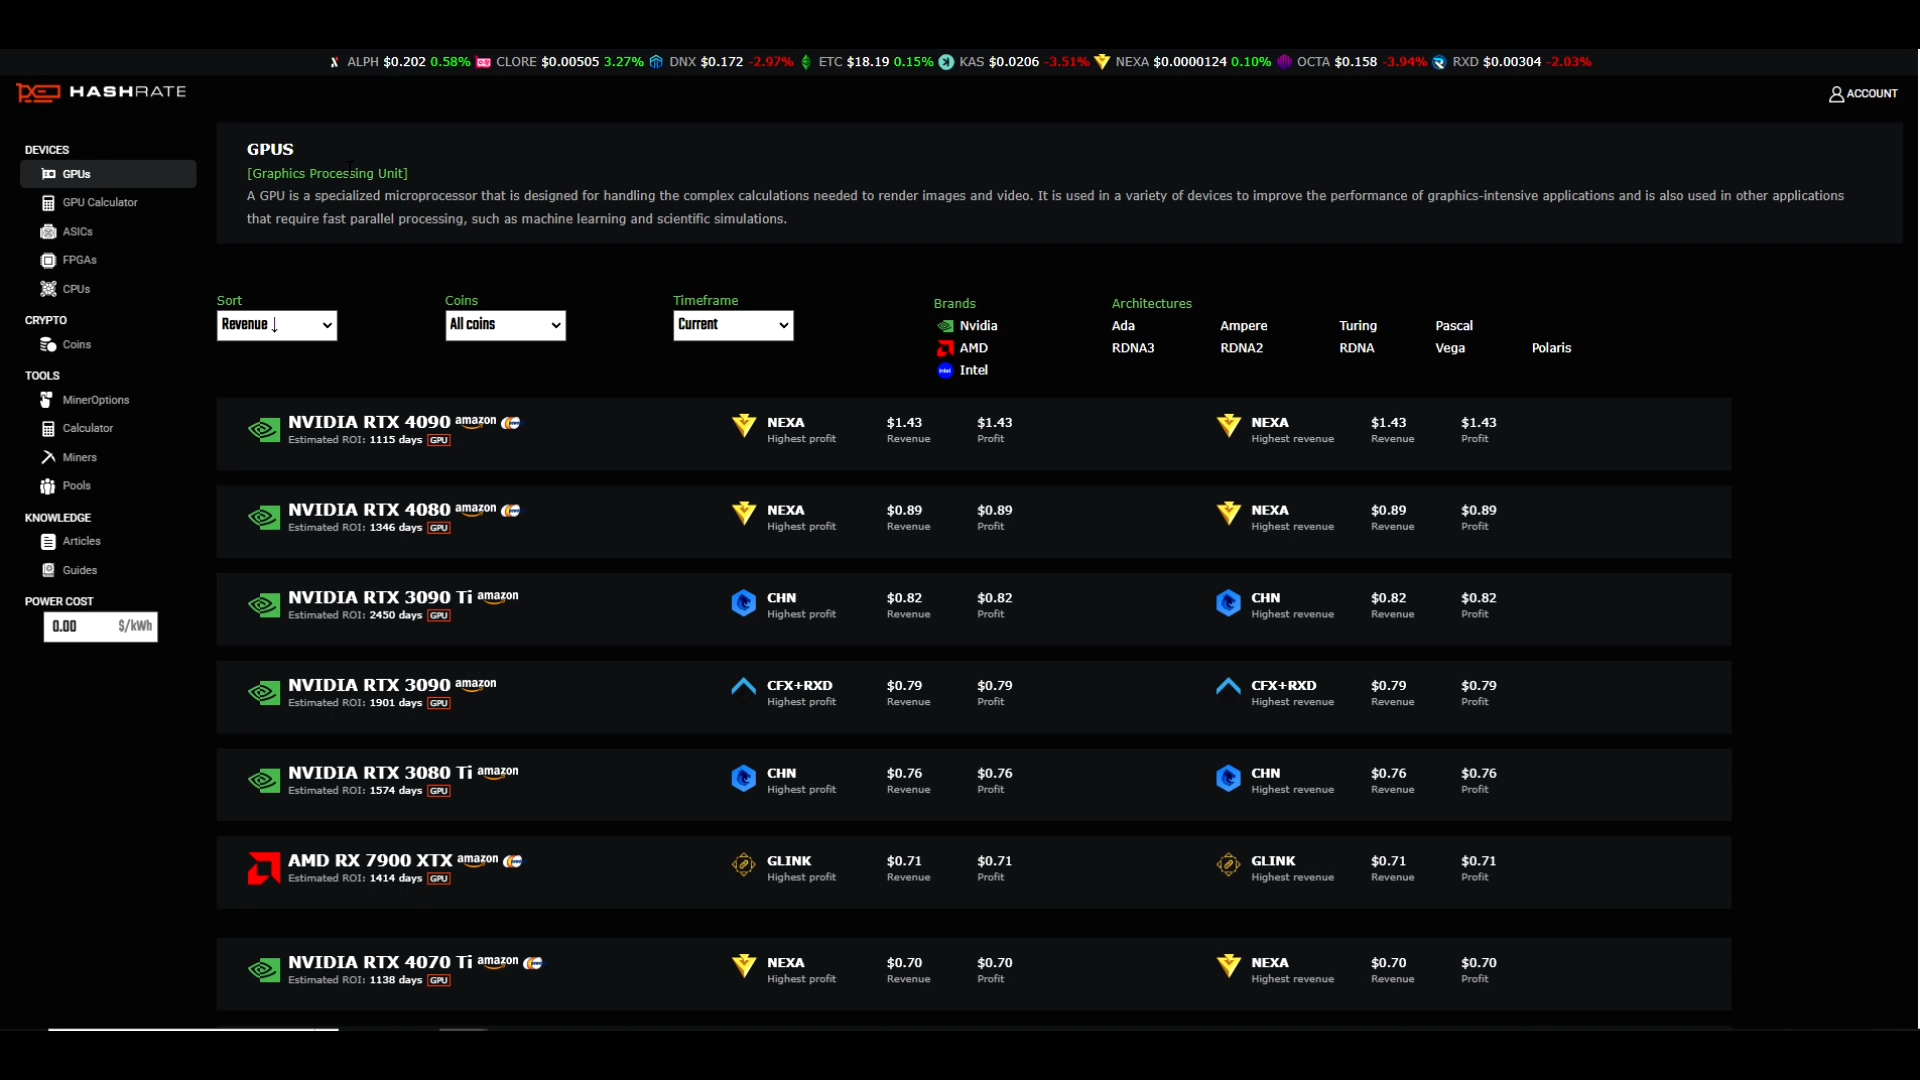 ALPH $0.202 0.58% CLORE $0.00505 3.27% DNX $0.172 -2.97% ETC $18.19 0.15% KAS $0.0206 -3.51% NEXA $0.0000124 0.10% OCTA $0.158 -3.94% RXD $0.00304 -2.03%
HASHRATE
ACCOUNT
DEVICES
GPUs
GPU Calculator
ASICs
FPGAs
CPUs
CRYPTO
Coins
TOOLS
MinerOptions
Calculator
Miners
Pools
KNOWLEDGE
Articles
Guides
POWER COST
0.00 $/kWh
GPUS
[Graphics Processing Unit]
A GPU is a specialized microprocessor that is designed for handling the complex calculations needed to render images and video. It is used in a variety of devices to improve the performance of graphics-intensive applications and is also used in other applications
that require fast parallel processing, such as machine learning and scientific simulations.
Sort
Revenue ↓
Coins
All coins
Timeframe
Current
Brands
Nvidia
AMD
Intel
Architectures
Ada Ampere Turing Pascal
RDNA3 RDNA2 RDNA Vega Polaris
NVIDIA RTX 4090 amazon NEXA $1.43 $1.43 NEXA $1.43 $1.43
Estimated ROI: 1115 days GPU Highest profit Revenue Profit Highest revenue Revenue Profit
NVIDIA RTX 4080 amazon NEXA $0.89 $0.89 NEXA $0.89 $0.89
Estimated ROI: 1346 days GPU Highest profit Revenue Profit Highest revenue Revenue Profit
NVIDIA RTX 3090 Ti amazon CHN $0.82 $0.82 CHN $0.82 $0.82
Estimated ROI: 2450 days GPU Highest profit Revenue Profit Highest revenue Revenue Profit
NVIDIA RTX 3090 amazon CFX+RXD $0.79 $0.79 CFX+RXD $0.79 $0.79
Estimated ROI: 1901 days GPU Highest profit Revenue Profit Highest revenue Revenue Profit
NVIDIA RTX 3080 Ti amazon CHN $0.76 $0.76 CHN $0.76 $0.76
Estimated ROI: 1574 days GPU Highest profit Revenue Profit Highest revenue Revenue Profit
AMD RX 7900 XTX amazon GLINK $0.71 $0.71 GLINK $0.71 $0.71
Estimated ROI: 1414 days GPU Highest profit Revenue Profit Highest revenue Revenue Profit
NVIDIA RTX 4070 Ti amazon NEXA $0.70 $0.70 NEXA $0.70 $0.70
Estimated ROI: 1138 days GPU Highest profit Revenue Profit Highest revenue Revenue Profit